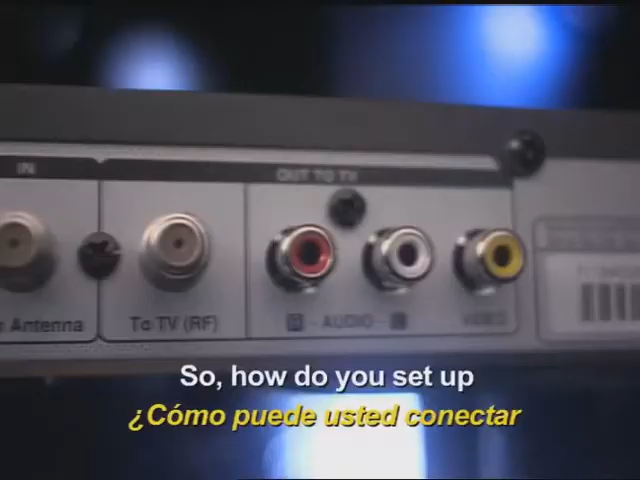 IN
OUT TO TV
Antenna
To TV (RF)
R - AUDIO - L
VIDEO
So, how do you set up
¿Cómo puede usted conectar